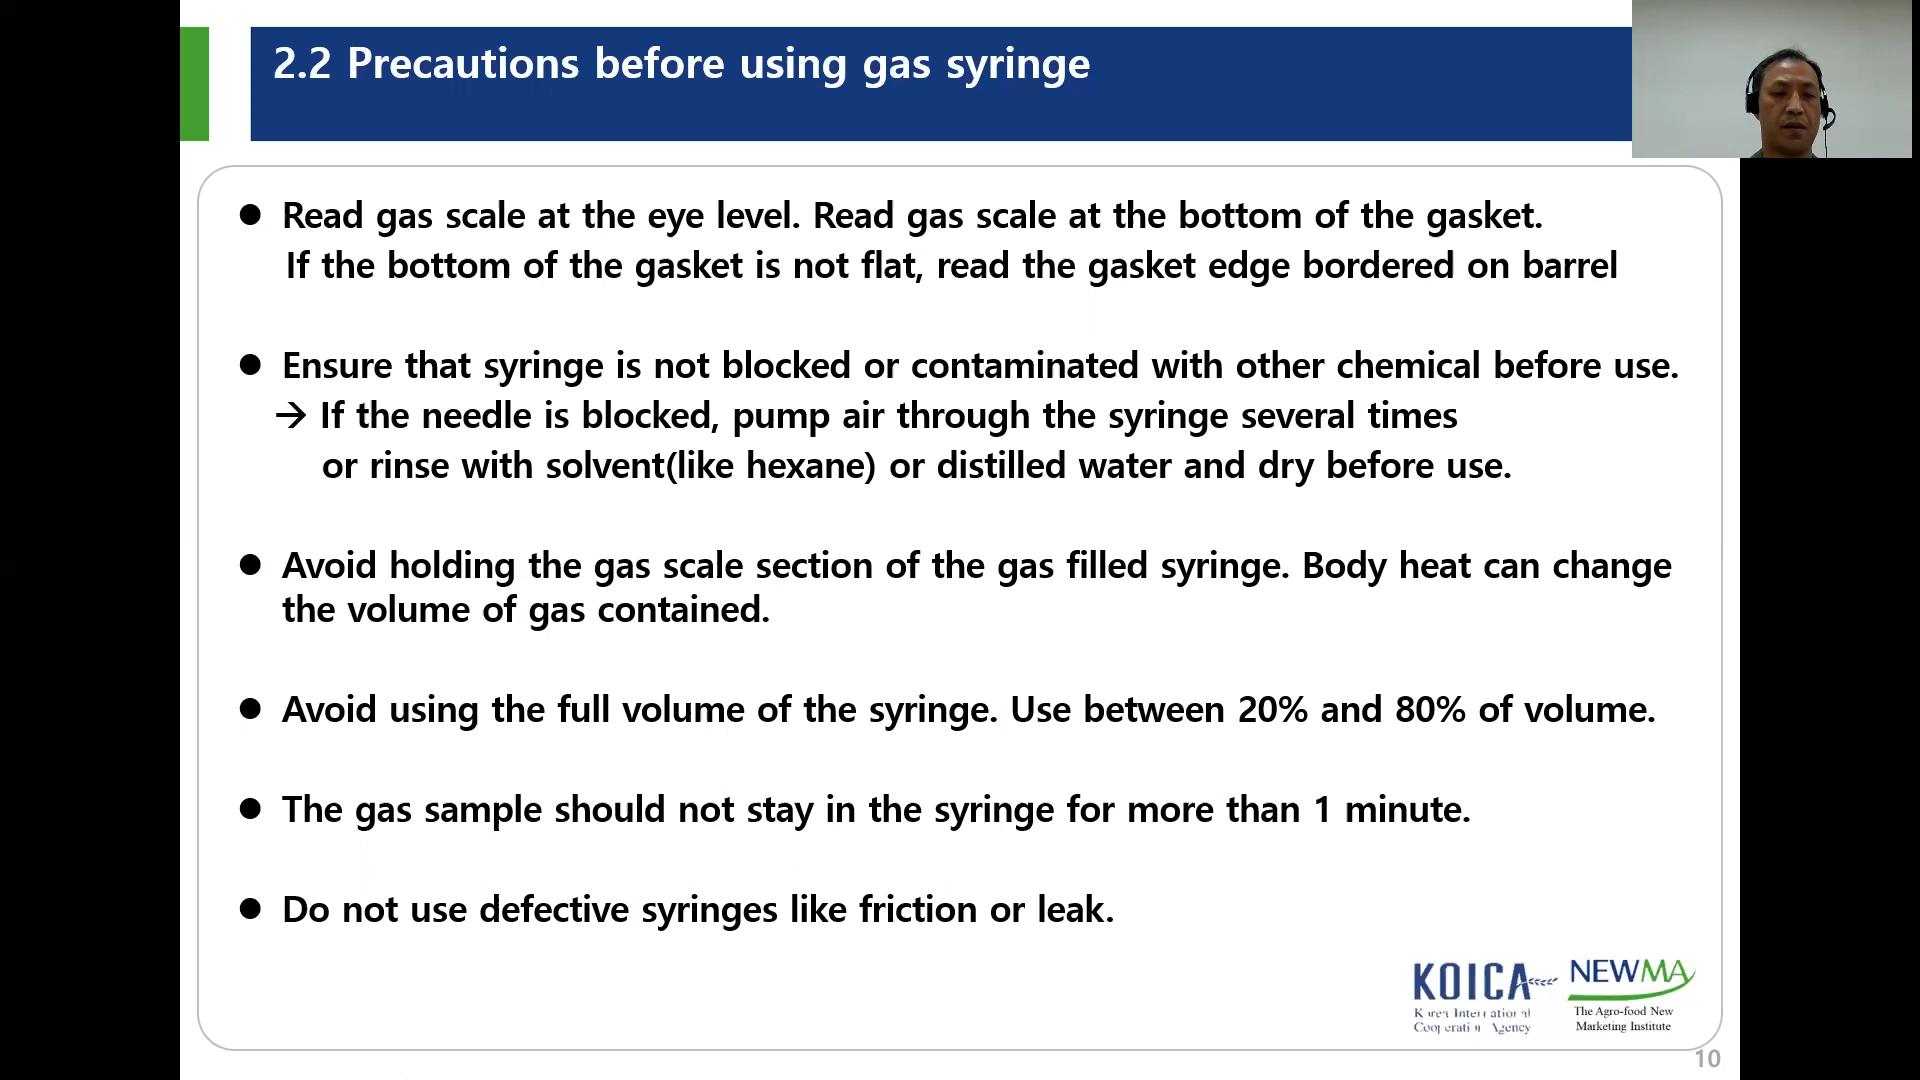 2.2 Precautions before using gas syringe
● Read gas scale at the eye level. Read gas scale at the bottom of the gasket.
If the bottom of the gasket is not flat, read the gasket edge bordered on barrel
● Ensure that syringe is not blocked or contaminated with other chemical before use.
→ If the needle is blocked, pump air through the syringe several times
or rinse with solvent(like hexane) or distilled water and dry before use.
● Avoid holding the gas scale section of the gas filled syringe. Body heat can change
the volume of gas contained.
● Avoid using the full volume of the syringe. Use between 20% and 80% of volume.
● The gas sample should not stay in the syringe for more than 1 minute.
● Do not use defective syringes like friction or leak.
KOICA
Korea International
Cooperation Agency
NEWMA
The Agro-food New
Marketing Institute
10